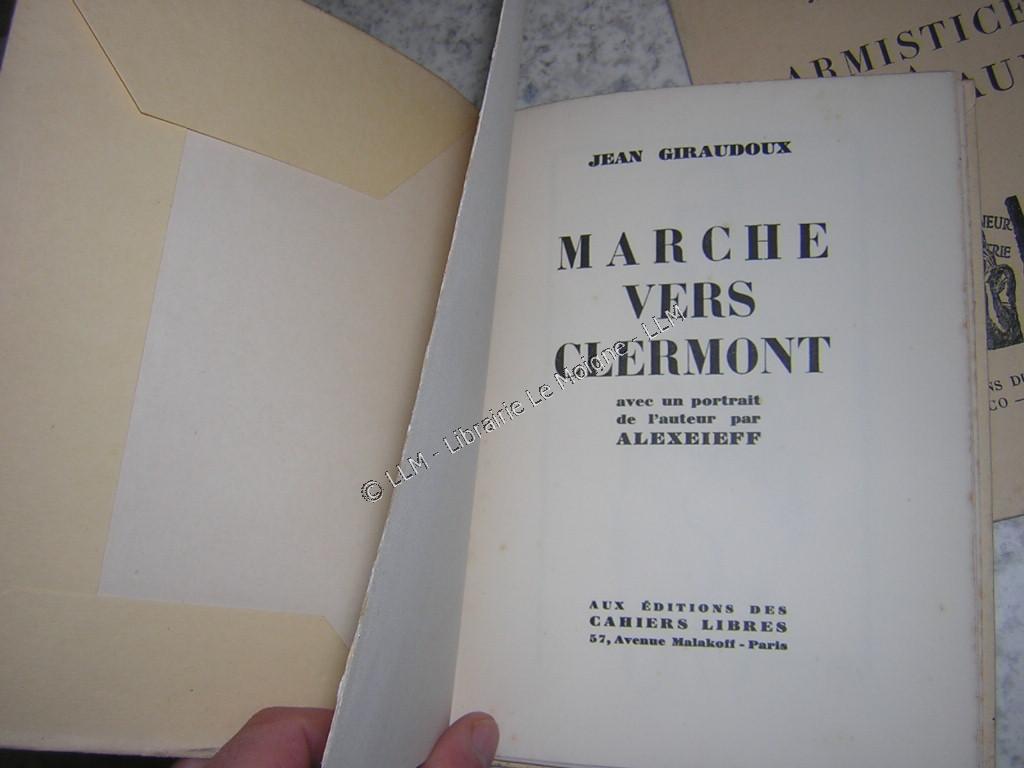 JEAN GIRAUDOUX
MARCHE
VERS
CLERMONT
avec un portrait
de l'auteur par
ALEXEIEFF
AUX ÉDITIONS DES
CAHIERS LIBRES
57, Avenue Malakoff - Paris
© LLM - Librairie Le Moigne - LLM
ARMISTICE